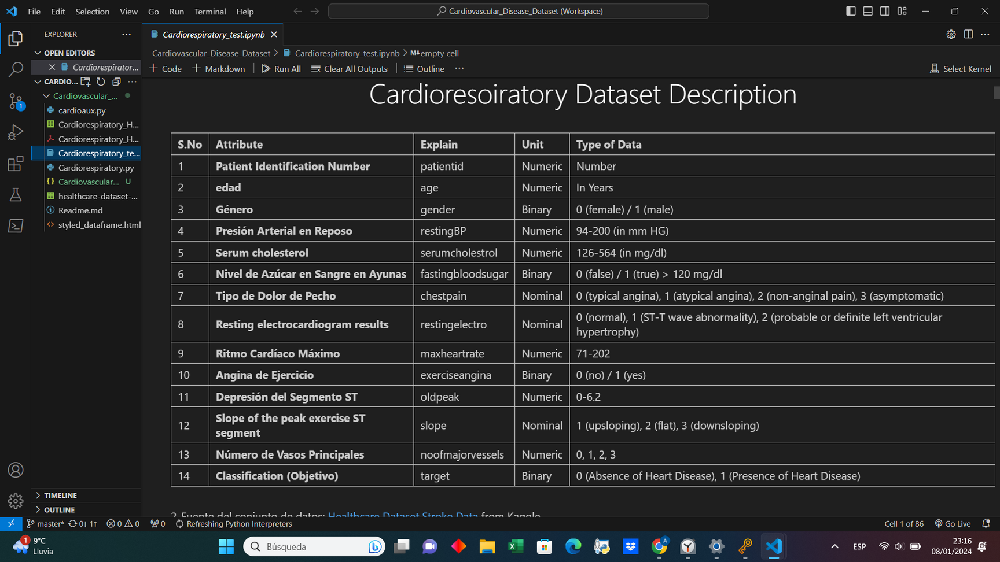 File Edit Selection View Go Run Terminal Help
Cardiovascular_Disease_Dataset (Workspace)
EXPLORER
Cardiorespiratory_test.ipynb
OPEN EDITORS
Cardiorespirator...
CARDIO...
Cardiovascular_...
cardioaux.py
Cardiorespiratory_H...
Cardiorespiratory_H...
Cardiorespiratory_te...
Cardiorespiratory.py
Cardiovascular... U
healthcare-dataset-...
Readme.md
styled_dataframe.html
TIMELINE
OUTLINE
1
Cardiovascular_Disease_Dataset > Cardiorespiratory_test.ipynb > M↓ empty cell
+ Code + Markdown Run All Clear All Outputs Outline ... Select Kernel
Cardioresoiratory Dataset Description
S.No Attribute Explain Unit Type of Data
1 Patient Identification Number patientid Numeric Number
2 edad age Numeric In Years
3 Género gender Binary 0 (female) / 1 (male)
4 Presión Arterial en Reposo restingBP Numeric 94-200 (in mm HG)
5 Serum cholesterol serumcholestrol Numeric 126-564 (in mg/dl)
6 Nivel de Azúcar en Sangre en Ayunas fastingbloodsugar Binary 0 (false) / 1 (true) > 120 mg/dl
7 Tipo de Dolor de Pecho chestpain Nominal 0 (typical angina), 1 (atypical angina), 2 (non-anginal pain), 3 (asymptomatic)
8 Resting electrocardiogram results restingelectro Nominal 0 (normal), 1 (ST-T wave abnormality), 2 (probable or definite left ventricular
hypertrophy)
9 Ritmo Cardíaco Máximo maxheartrate Numeric 71-202
10 Angina de Ejercicio exerciseangina Binary 0 (no) / 1 (yes)
11 Depresión del Segmento ST oldpeak Numeric 0-6.2
12 Slope of the peak exercise ST
segment slope Nominal 1 (upsloping), 2 (flat), 3 (downsloping)
13 Número de Vasos Principales noofmajorvessels Numeric 0, 1, 2, 3
14 Classification (Objetivo) target Binary 0 (Absence of Heart Disease), 1 (Presence of Heart Disease)
2. Fuente del conjunto de datos: Healthcare Dataset Stroke Data from Kaggle
master* 0↓ 1↑ 0 0 0 Refreshing Python Interpreters Cell 1 of 86 Go Live
1 9°C
Lluvia
Búsqueda
A
ESP
23:16
08/01/2024